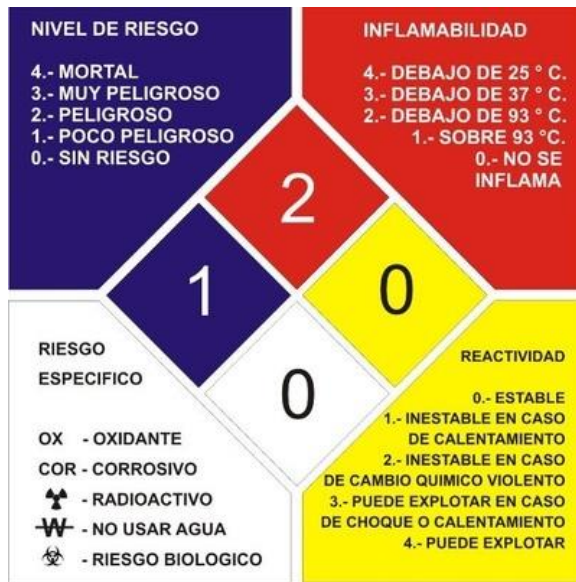 NIVEL DE RIESGO
4.- MORTAL
3.- MUY PELIGROSO
2.- PELIGROSO
1.- POCO PELIGROSO
0.- SIN RIESGO
INFLAMABILIDAD
4.- DEBAJO DE 25 ° C.
3.- DEBAJO DE 37 ° C.
2.- DEBAJO DE 93 ° C.
1.- SOBRE 93 °C.
0.- NO SE
INFLAMA
2
1
0
0
RIESGO
ESPECIFICO
OX - OXIDANTE
COR - CORROSIVO
- RADIOACTIVO
W - NO USAR AGUA
- RIESGO BIOLOGICO
REACTIVIDAD
0.- ESTABLE
1.- INESTABLE EN CASO
DE CALENTAMIENTO
2.- INESTABLE EN CASO
DE CAMBIO QUIMICO VIOLENTO
3.- PUEDE EXPLOTAR EN CASO
DE CHOQUE O CALENTAMIENTO
4.- PUEDE EXPLOTAR